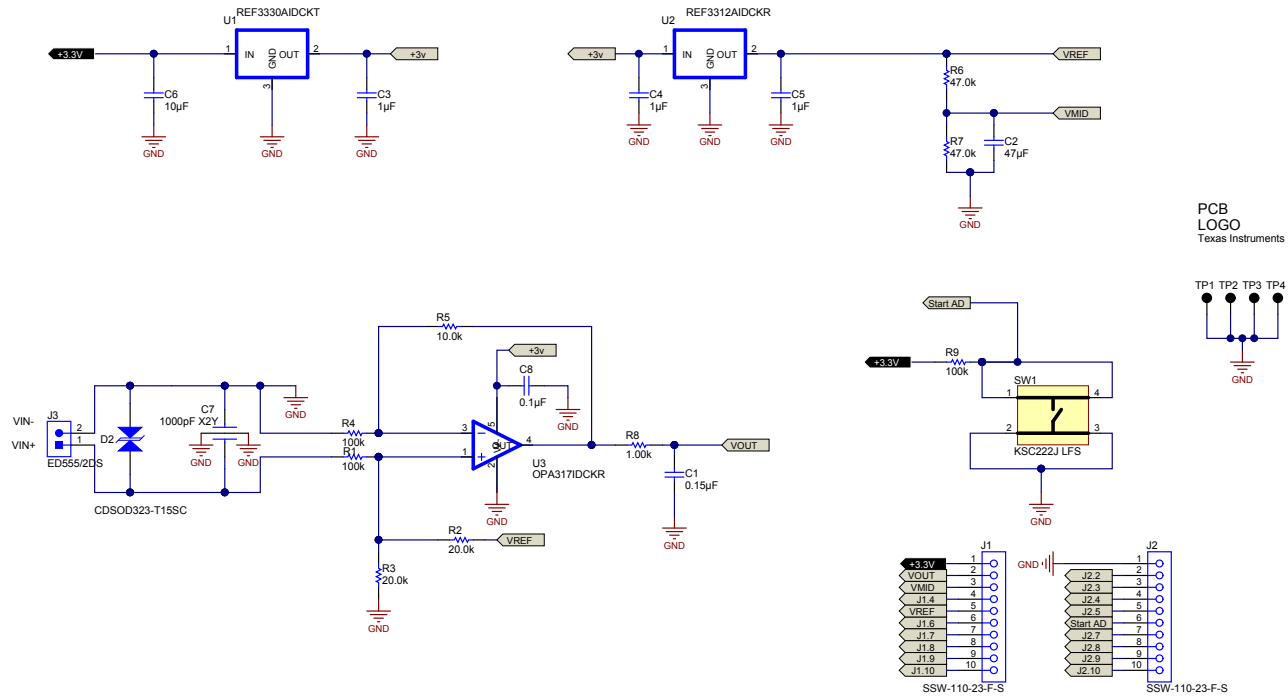 REF3330AIDCKT
U1
+3.3V
1
IN
GND
OUT
2
+3v
3
C6
10µF
C3
1µF
GND
GND
GND
REF3312AIDCKR
U2
+3v
1
IN
GND
OUT
2
VREF
3
C4
1µF
C5
1µF
GND
GND
GND
R6
47.0k
VMID
R7
47.0k
C2
47µF
GND
PCB
LOGO
Texas Instruments
TP1
TP2
TP3
TP4
GND
R5
10.0k
+3v
C8
0.1µF
GND
GND
VIN-
VIN+
J3
2
1
ED555/2DS
D2
CDSOD323-T15SC
C7
1000pF X2Y
GND
GND
R4
100k
R1
100k
3
1
5
4
2
OUT
U3
OPA317IDCKR
GND
R8
1.00k
VOUT
C1
0.15µF
GND
R2
20.0k
VREF
R3
20.0k
GND
Start AD
+3.3V
R9
100k
SW1
1
4
2
3
KSC222J LFS
GND
J1
+3.3V 1
VOUT 2
VMID 3
J1.4 4
VREF 5
J1.6 6
J1.7 7
J1.8 8
J1.9 9
J1.10 10
SSW-110-23-F-S
J2
GND 1
J2.2 2
J2.3 3
J2.4 4
J2.5 5
Start AD 6
J2.7 7
J2.8 8
J2.9 9
J2.10 10
SSW-110-23-F-S